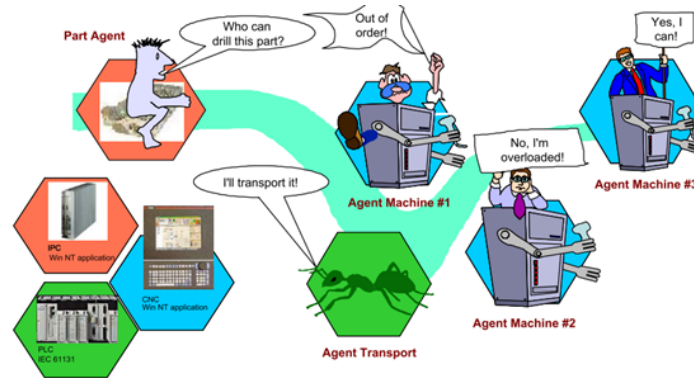 Part Agent
Who can
drill this part?
Out of
order!
Yes, I
can!
No, I'm
overloaded!
I'll transport it!
Agent Machine #1
Agent Machine #3
Agent Machine #2
Agent Transport
IPC
Win NT application
CNC
Win NT application
PLC
IEC 61131